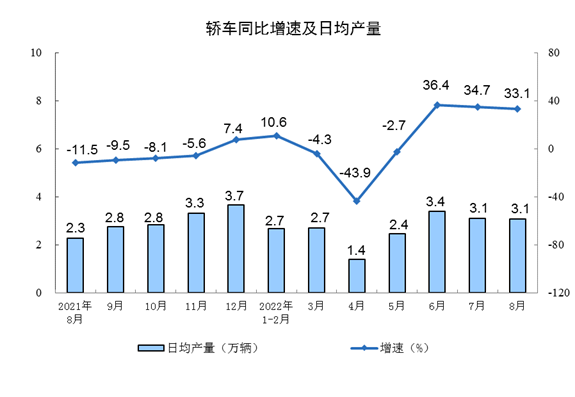 轿车同比增速及日均产量
10
8
6
4
2
0
80
40
0
-40
-80
-120
-11.5
-9.5
-8.1
-5.6
7.4
10.6
-4.3
-43.9
-2.7
36.4
34.7
33.1
2.3
2.8
2.8
3.3
3.7
2.7
2.7
1.4
2.4
3.4
3.1
3.1
2021年
8月
9月
10月
11月
12月
2022年
1-2月
3月
4月
5月
6月
7月
8月
日均产量（万辆）
增速（%）